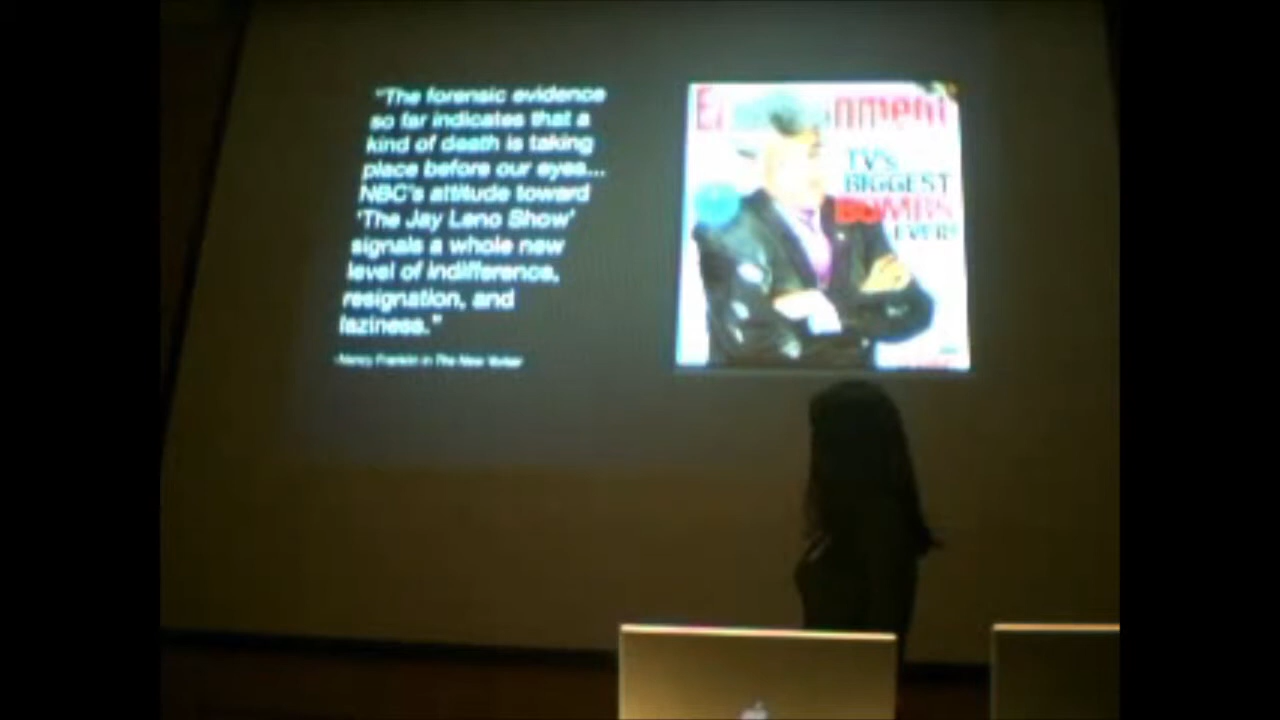 "The forensic evidence
so far indicates that a
kind of death is taking
place before our eyes...
NBC's attitude toward
'The Jay Leno Show'
signals a whole new
level of indifference,
resignation, and
laziness."
-Nancy Franklin in The New Yorker
E nment
TV's
BIGGEST
BOMBS
EVER!